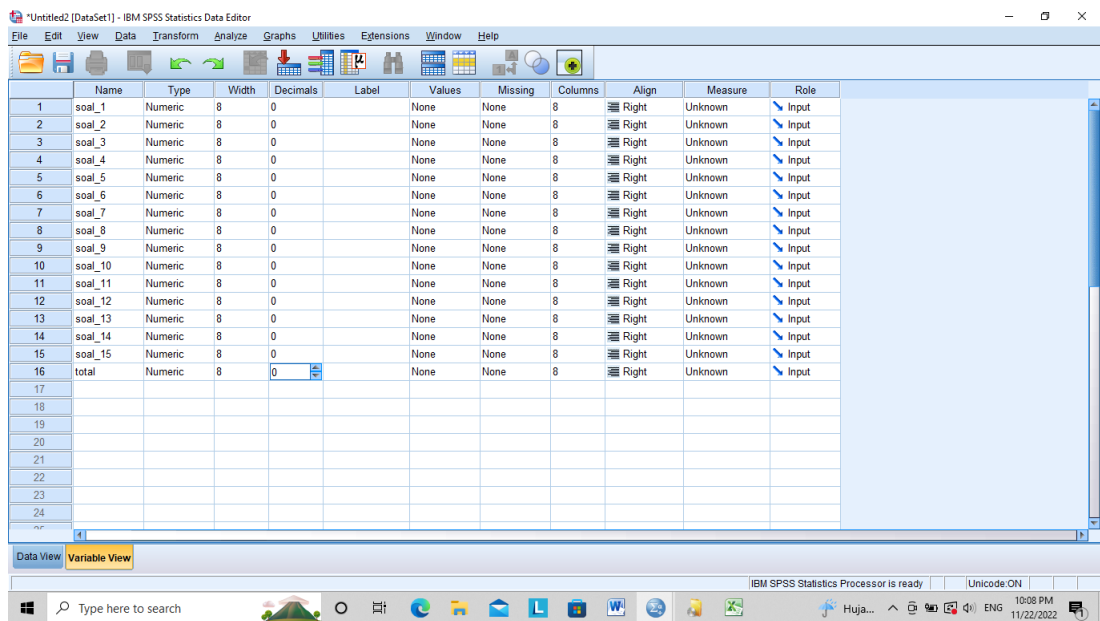 *Untitled2 [DataSet1] - IBM SPSS Statistics Data Editor
File Edit View Data Transform Analyze Graphs Utilities Extensions Window Help
Name Type Width Decimals Label Values Missing Columns Align Measure Role
1 soal_1 Numeric 8 0 None None 8 Right Unknown Input
2 soal_2 Numeric 8 0 None None 8 Right Unknown Input
3 soal_3 Numeric 8 0 None None 8 Right Unknown Input
4 soal_4 Numeric 8 0 None None 8 Right Unknown Input
5 soal_5 Numeric 8 0 None None 8 Right Unknown Input
6 soal_6 Numeric 8 0 None None 8 Right Unknown Input
7 soal_7 Numeric 8 0 None None 8 Right Unknown Input
8 soal_8 Numeric 8 0 None None 8 Right Unknown Input
9 soal_9 Numeric 8 0 None None 8 Right Unknown Input
10 soal_10 Numeric 8 0 None None 8 Right Unknown Input
11 soal_11 Numeric 8 0 None None 8 Right Unknown Input
12 soal_12 Numeric 8 0 None None 8 Right Unknown Input
13 soal_13 Numeric 8 0 None None 8 Right Unknown Input
14 soal_14 Numeric 8 0 None None 8 Right Unknown Input
15 soal_15 Numeric 8 0 None None 8 Right Unknown Input
16 total Numeric 8 0 None None 8 Right Unknown Input
17
18
19
20
21
22
23
24
Data View Variable View
IBM SPSS Statistics Processor is ready Unicode:ON
Type here to search Huja... ENG 10:08 PM
11/22/2022